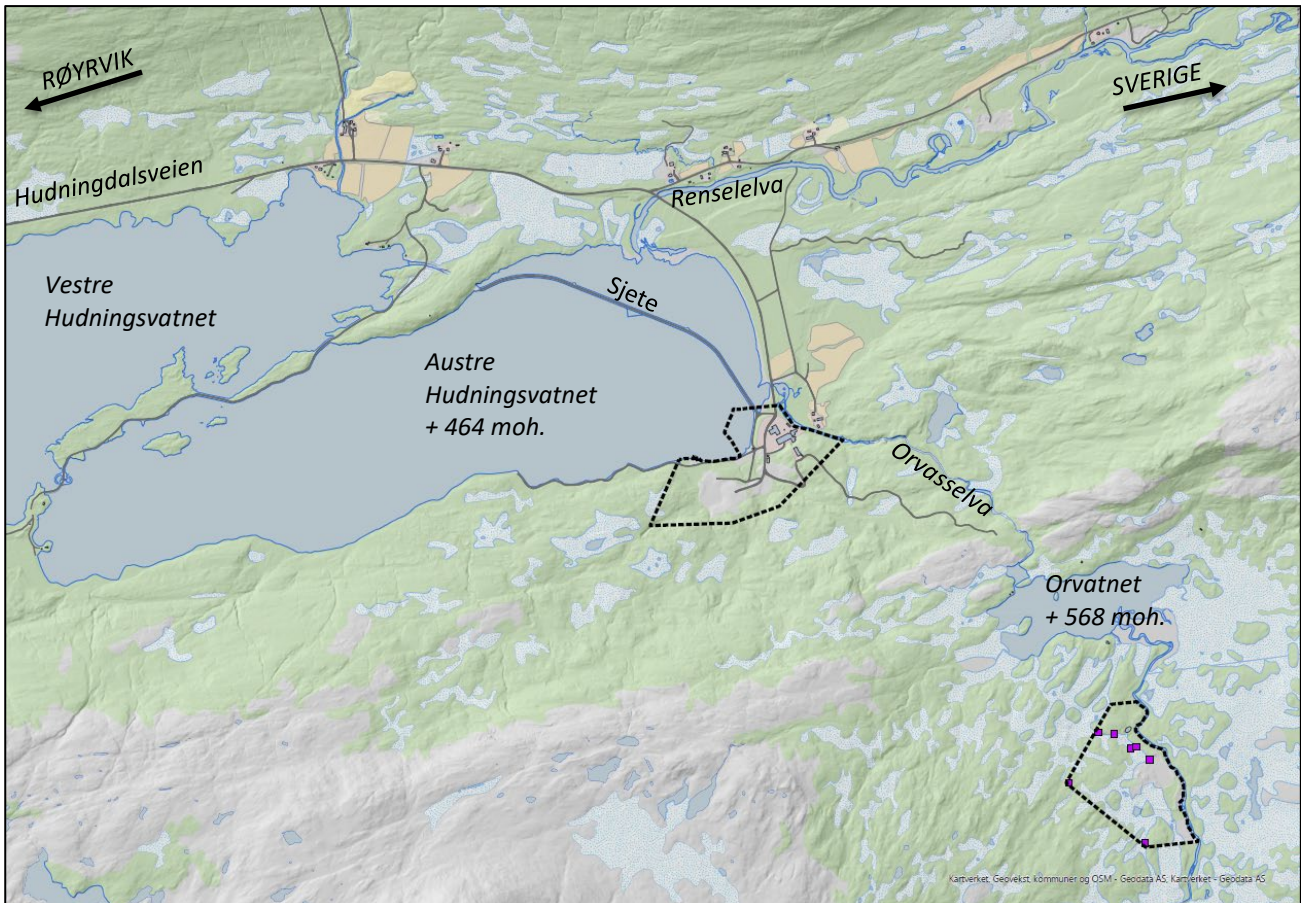 RØYRVIK
SVERIGE
Hudningdalsveien
Renselelva
Vestre
Hudningsvatnet
Sjete
Austre
Hudningsvatnet
+ 464 moh.
Orvasselva
Orvatnet
+ 568 moh.
Kartverket, Geovekst, kommuner og OSM - Geodata AS, Kartverket - Geodata AS